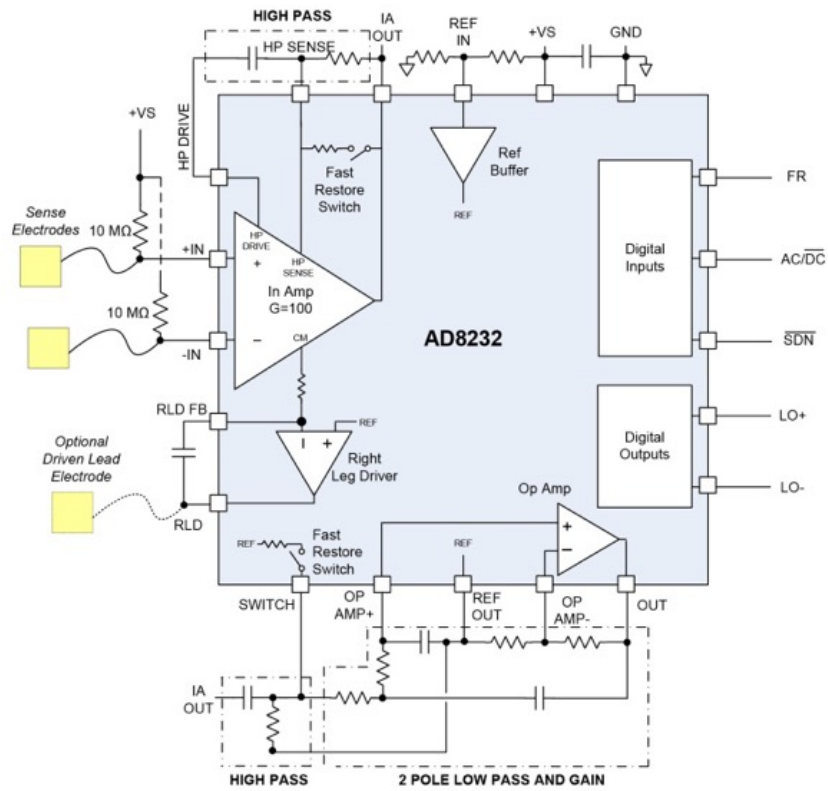 HIGH PASS
HP SENSE
IA
OUT
REF
IN
+VS
GND
+VS
HP DRIVE
Fast
Restore
Switch
Ref
Buffer
REF
FR
Sense
Electrodes
10 MΩ
+IN
HP
DRIVE
+
HP
SENSE
In Amp
G=100
Digital
Inputs
AC/D̅C̅
10 MΩ
-IN
−
CM
AD8232
S̅D̅N̅
RLD FB
REF
LO+
Optional
Driven Lead
Electrode
− +
Right
Leg Driver
Digital
Outputs
Op Amp
LO-
RLD
REF
Fast
Restore
Switch
REF
+
−
SWITCH
OP
AMP+
REF
OUT
OP
AMP-
OUT
IA
OUT
HIGH PASS
2 POLE LOW PASS AND GAIN